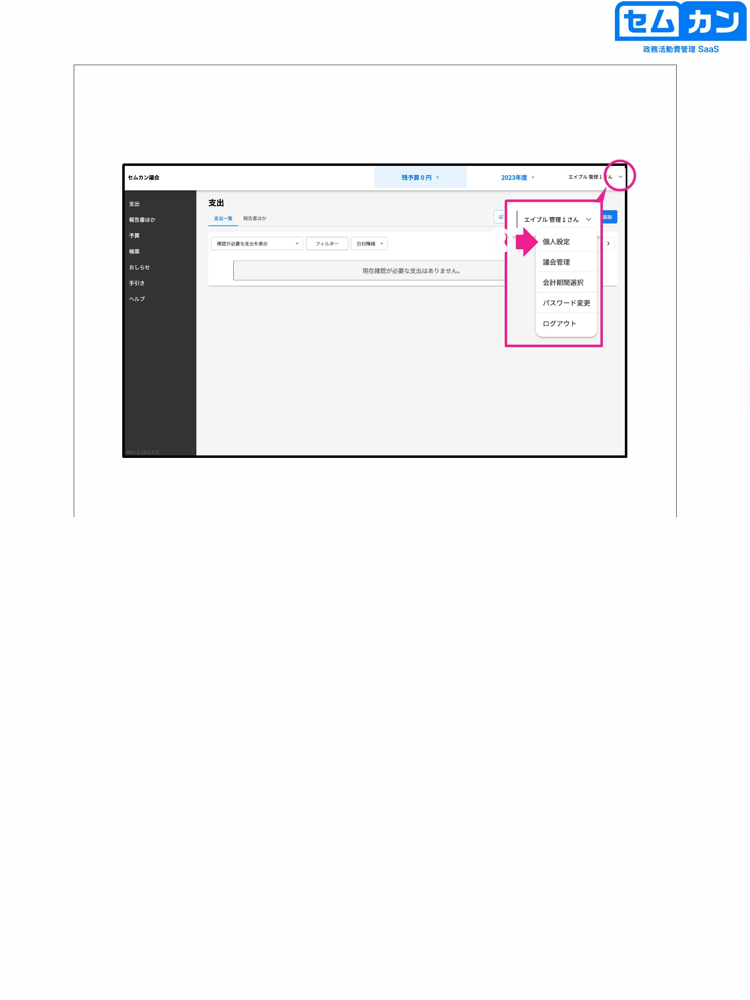 セムカン
政務活動費管理 SaaS
セムカン議会
残予算 0 円
2023年度
エイブル 管理1さん
支出
報告書ほか
予算
帳票
おしらせ
手引き
ヘルプ
Ver1.2.21(1.0.0)
支出
支出一覧
報告書ほか
追加
確認が必要な支出を表示
フィルター
日付降順
現在確認が必要な支出はありません。
エイブル 管理1さん
個人設定
議会管理
会計期間選択
パスワード変更
ログアウト